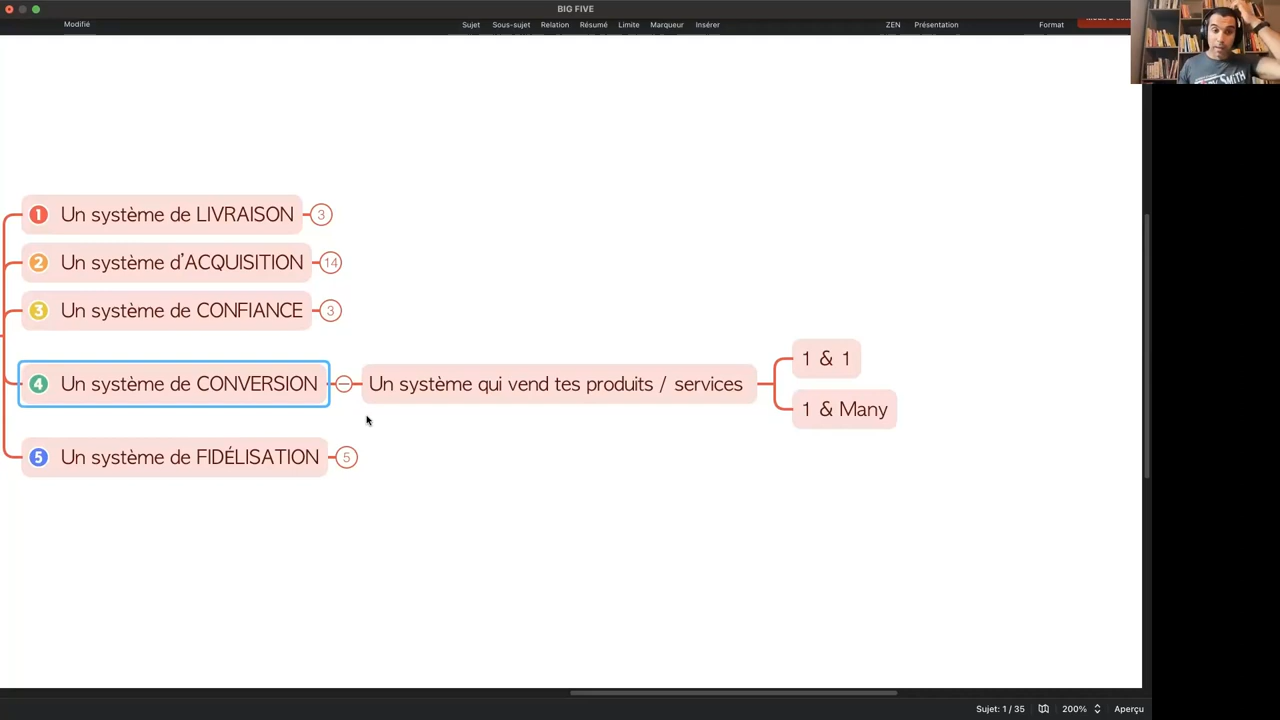 BIG FIVE
Modifié
Sujet
Sous-sujet
Relation
Résumé
Limite
Marqueur
Insérer
ZEN
Présentation
Format
1 Un système de LIVRAISON 3
2 Un système d'ACQUISITION 14
3 Un système de CONFIANCE 3
4 Un système de CONVERSION
Un système qui vend tes produits / services
1 & 1
1 & Many
5 Un système de FIDÉLISATION 5
Sujet: 1 / 35
200%
Aperçu